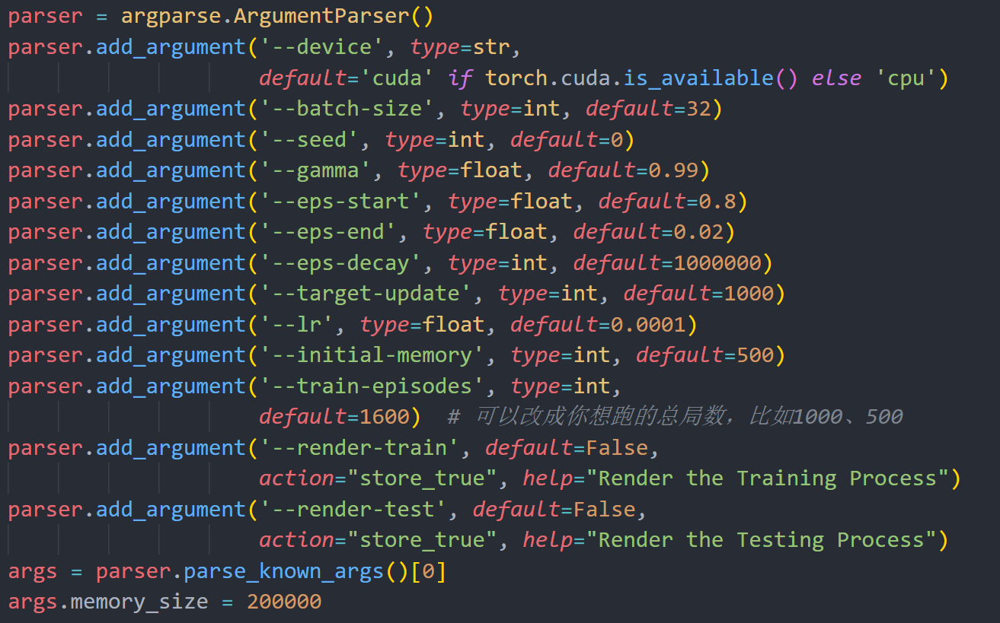 parser = argparse.ArgumentParser()
parser.add_argument('--device', type=str,
                    default='cuda' if torch.cuda.is_available() else 'cpu')
parser.add_argument('--batch-size', type=int, default=32)
parser.add_argument('--seed', type=int, default=0)
parser.add_argument('--gamma', type=float, default=0.99)
parser.add_argument('--eps-start', type=float, default=0.8)
parser.add_argument('--eps-end', type=float, default=0.02)
parser.add_argument('--eps-decay', type=int, default=1000000)
parser.add_argument('--target-update', type=int, default=1000)
parser.add_argument('--lr', type=float, default=0.0001)
parser.add_argument('--initial-memory', type=int, default=500)
parser.add_argument('--train-episodes', type=int,
                    default=1600)  # 可以改成你想跑的总局数，比如1000、500
parser.add_argument('--render-train', default=False,
                    action="store_true", help="Render the Training Process")
parser.add_argument('--render-test', default=False,
                    action="store_true", help="Render the Testing Process")
args = parser.parse_known_args()[0]
args.memory_size = 200000